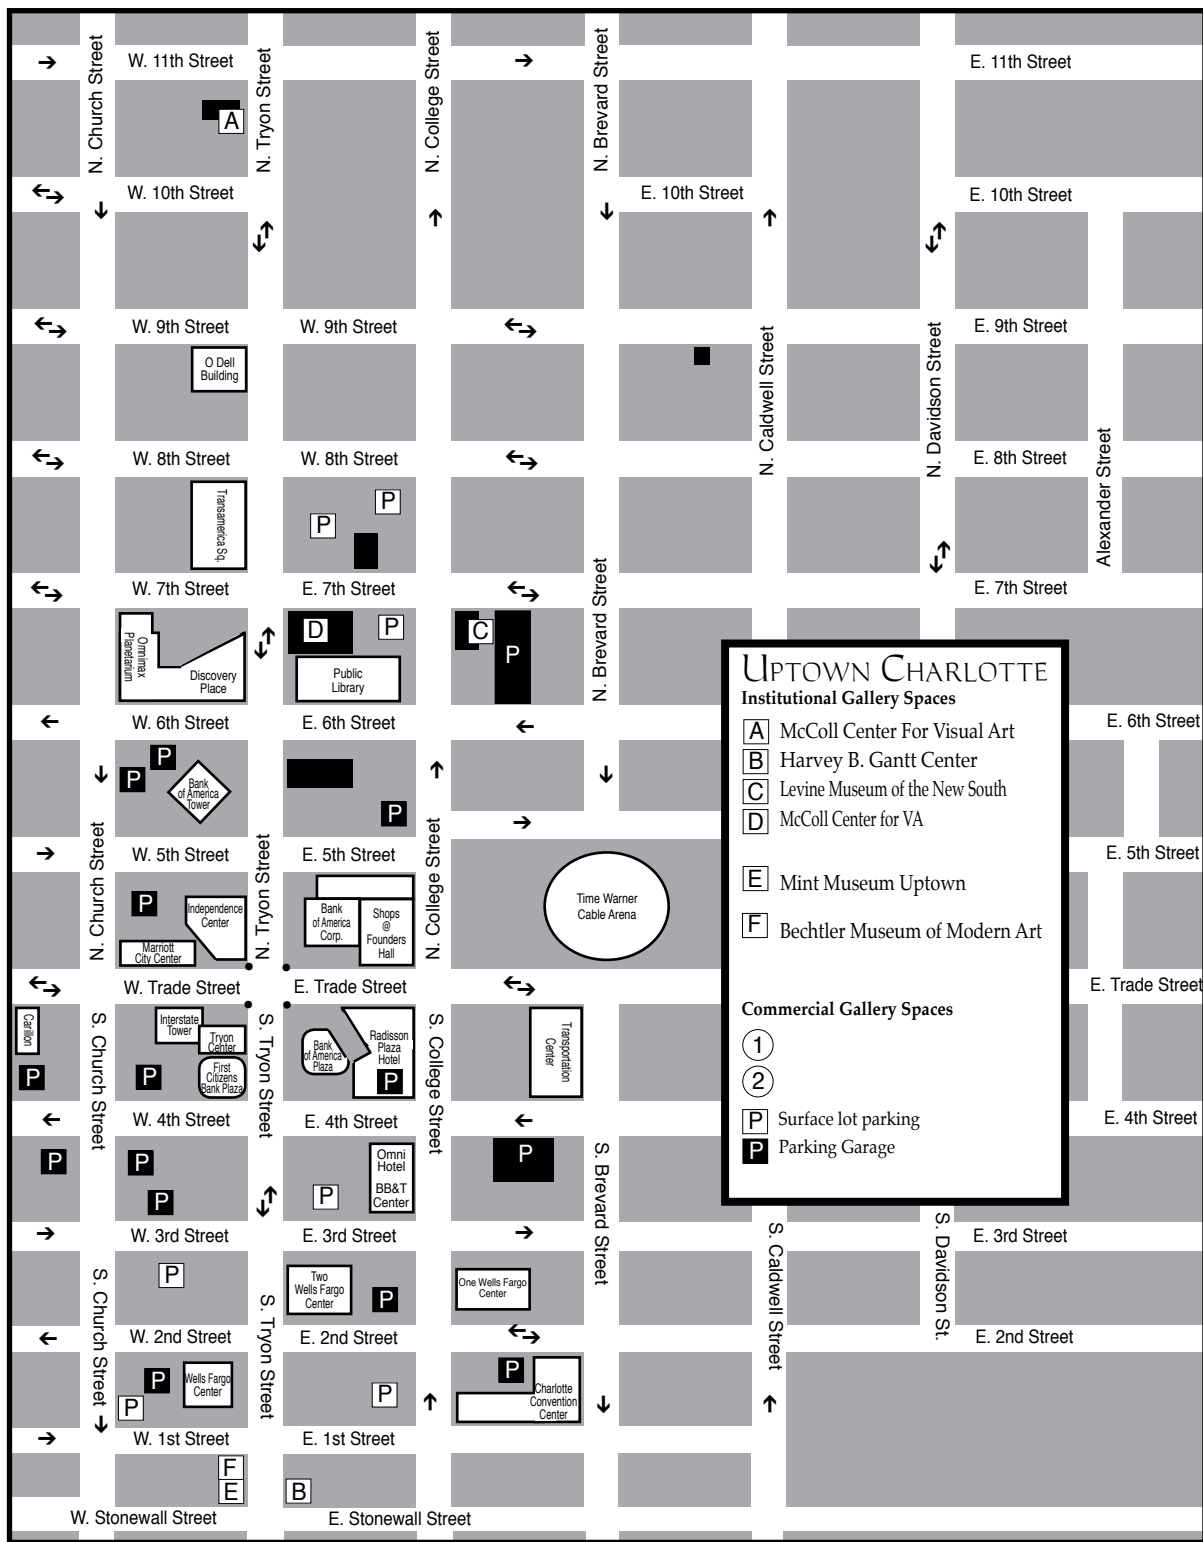 N. Church Street
N. Tryon Street
N. College Street
N. Brevard Street
W. 11th Street
E. 11th Street
A
W. 10th Street
E. 10th Street
E. 10th Street
W. 9th Street
W. 9th Street
E. 9th Street
N. Caldwell Street
N. Davidson Street
O Dell
Building
W. 8th Street
W. 8th Street
E. 8th Street
Alexander Street
Transamerica Sq.
P
P
W. 7th Street
E. 7th Street
E. 7th Street
N. Brevard Street
Omnimax
Planetarium
Discovery
Place
D
P
Public
Library
C
P
W. 6th Street
E. 6th Street
E. 6th Street
P
P
Bank
of America
Tower
P
N. Church Street
N. Tryon Street
N. College Street
W. 5th Street
E. 5th Street
E. 5th Street
P
Independence
Center
Marriott
City Center
Bank
of America
Corp.
Shops
@
Founders
Hall
Time Warner
Cable Arena
W. Trade Street
E. Trade Street
E. Trade Street
Carillon
P
S. Church Street
Interstate
Tower
Tryon
Center
First
Citizens
Bank Plaza
P
S. Tryon Street
Bank
of America
Plaza
Radisson
Plaza
Hotel
P
S. College Street
Transportation
Center
W. 4th Street
E. 4th Street
E. 4th Street
P
P
P
P
Omni
Hotel
BB&T
Center
P
S. Brevard Street
W. 3rd Street
E. 3rd Street
E. 3rd Street
S. Caldwell Street
S. Davidson St.
S. Church Street
P
S. Tryon Street
Two
Wells Fargo
Center
P
One Wells Fargo
Center
W. 2nd Street
E. 2nd Street
E. 2nd Street
P
P
Wells Fargo
Center
P
P
Charlotte
Convention
Center
W. 1st Street
E. 1st Street
F
E
B
W. Stonewall Street
E. Stonewall Street
UPTOWN CHARLOTTE
Institutional Gallery Spaces
A McColl Center For Visual Art
B Harvey B. Gantt Center
C Levine Museum of the New South
D McColl Center for VA
E Mint Museum Uptown
F Bechtler Museum of Modern Art
Commercial Gallery Spaces
1
2
P Surface lot parking
P Parking Garage